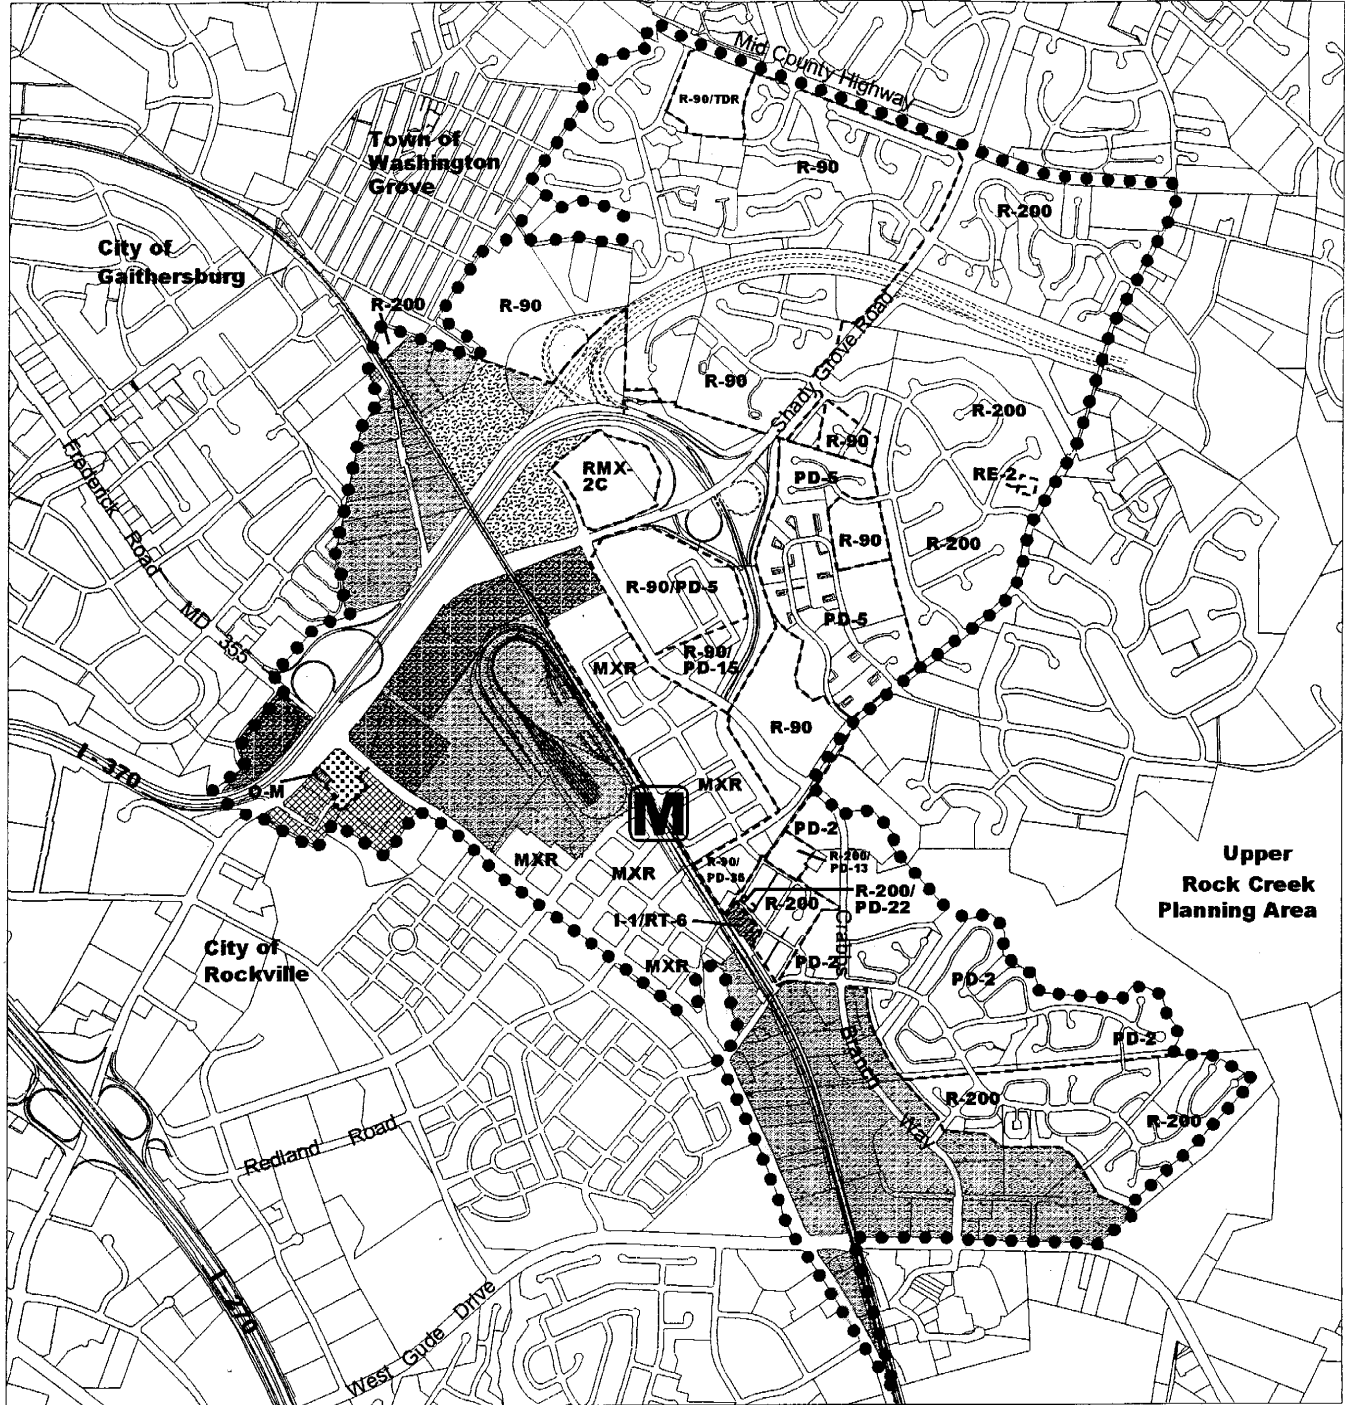 Mid County Highway
R-90/TDR
Town of
Washington
Grove
R-90
R-200
City of
Gaithersburg
R-200
R-90
Shady Grove Road
R-90
R-200
R-90
RMX-
2C
PD-5
RE-2
Frederick Road
R-90
R-200
R-90/PD-5
MD 355
PD-5
R-90/
PD-15
MXR
R-90
I - 370
O-M
MXR
M
PD-2
MXR
MXR
R-90/
PD-35
R-200/
PD-13
Upper
Rock Creek
Planning Area
R-200
R-200/
PD-22
I-1/RT-6
City of
Rockville
MXR
PD-2
PD-2
Crabbs Branch Way
PD-2
R-200
R-200
Redland Road
I-270
West Gude Drive